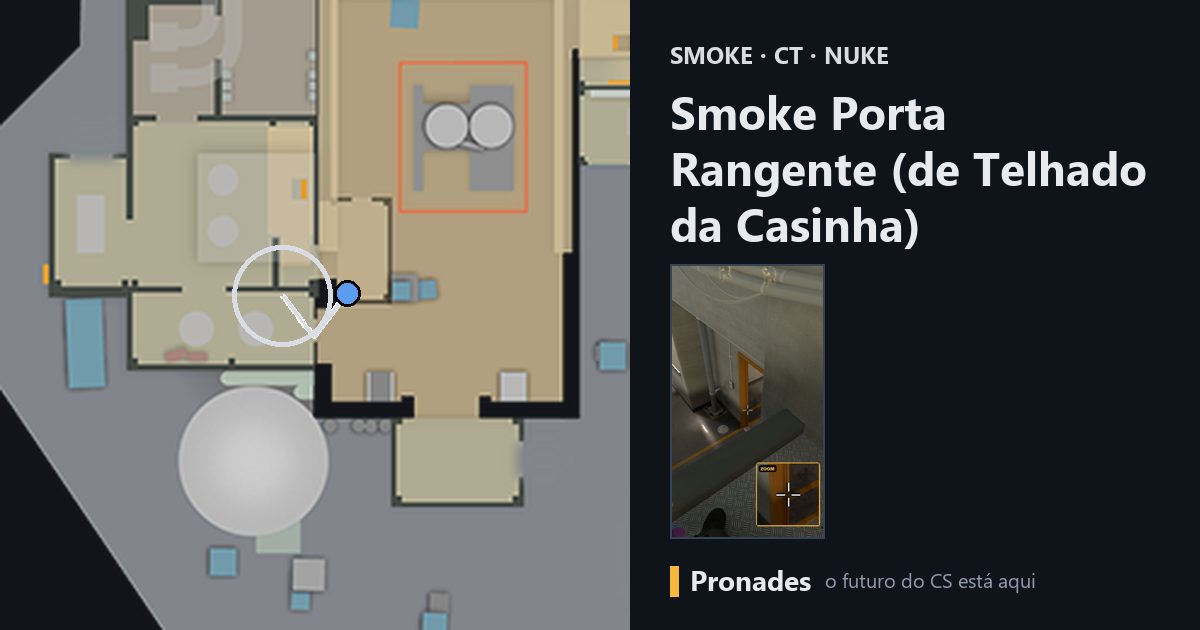 SMOKE · CT · NUKE
Smoke Porta
Rangente (de Telhado
da Casinha)
ZOOM
Pronades o futuro do CS está aqui